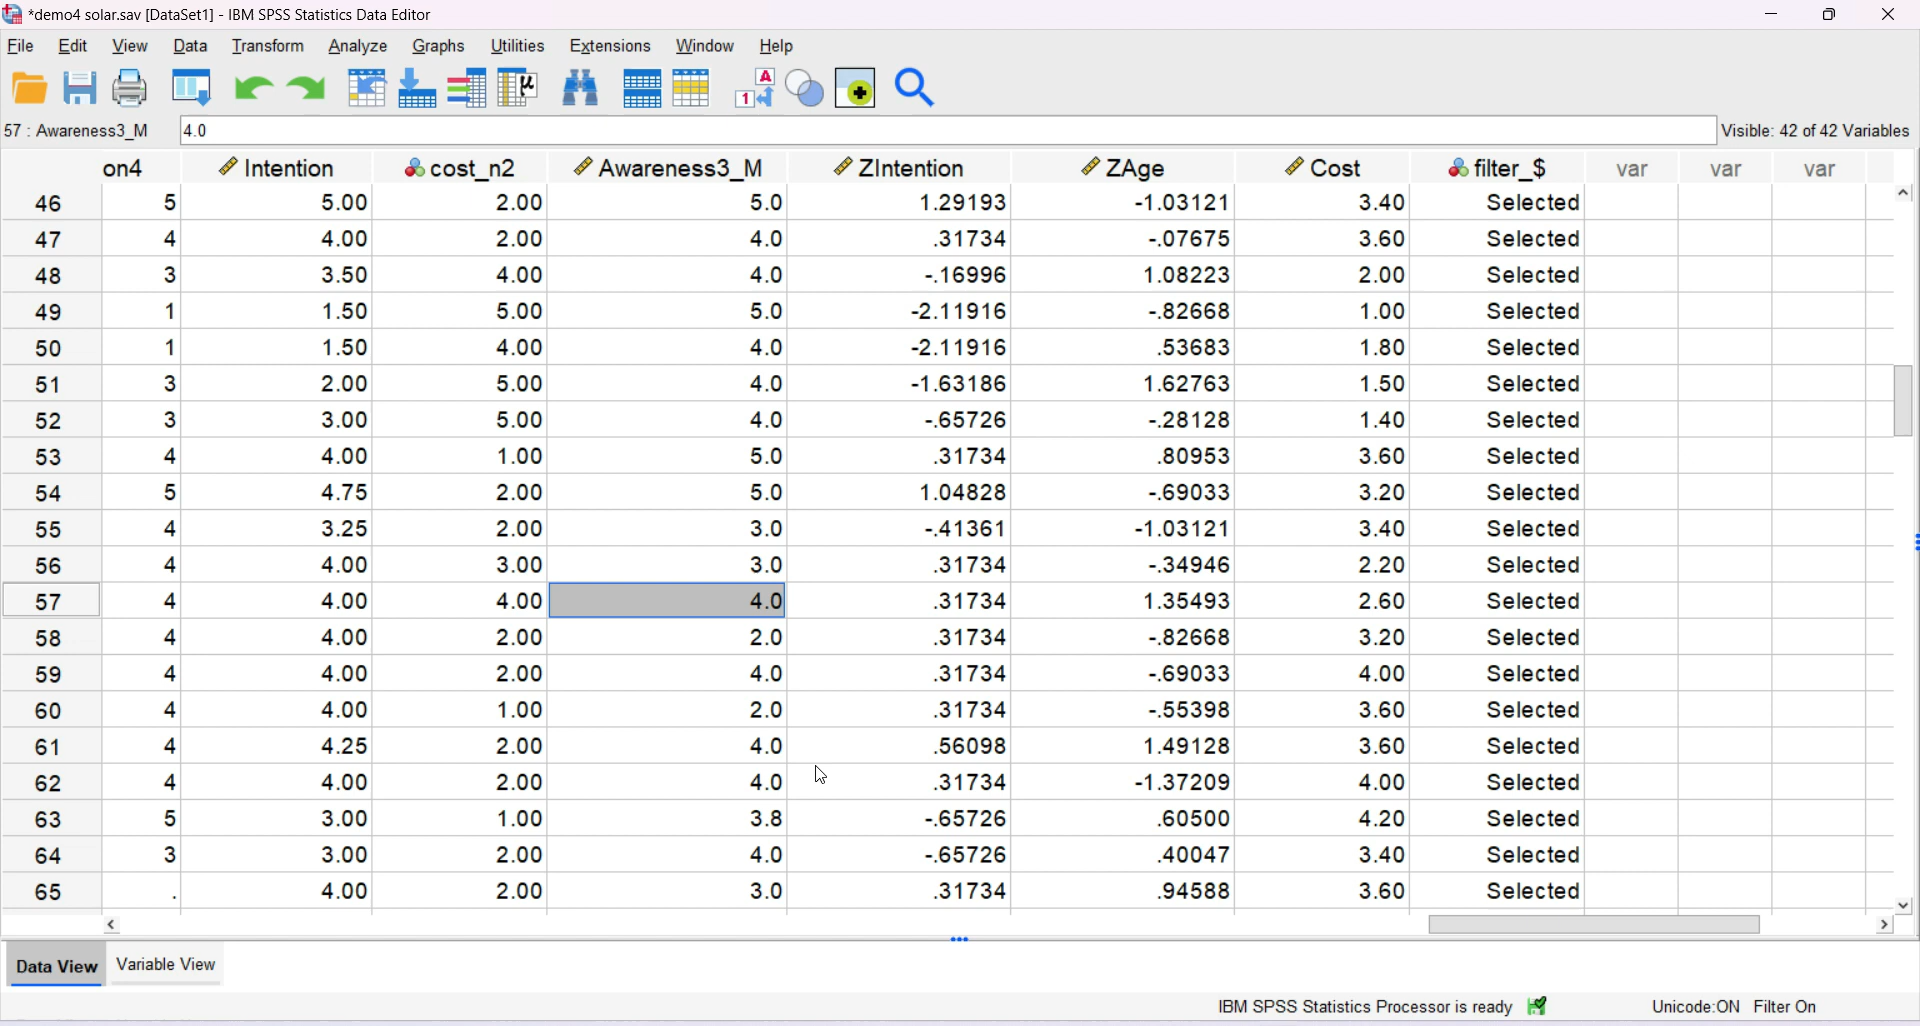 *demo4 solar.sav [DataSet1] - IBM SPSS Statistics Data Editor
File Edit View Data Transform Analyze Graphs Utilities Extensions Window Help
57 : Awareness3_M 4.0 Visible: 42 of 42 Variables
on4 Intention cost_n2 Awareness3_M ZIntention ZAge Cost filter_$ var var var
46 5 5.00 2.00 5.0 1.29193 -1.03121 3.40 Selected
47 4 4.00 2.00 4.0 .31734 -.07675 3.60 Selected
48 3 3.50 4.00 4.0 -.16996 1.08223 2.00 Selected
49 1 1.50 5.00 5.0 -2.11916 -.82668 1.00 Selected
50 1 1.50 4.00 4.0 -2.11916 .53683 1.80 Selected
51 3 2.00 5.00 4.0 -1.63186 1.62763 1.50 Selected
52 3 3.00 5.00 4.0 -.65726 -.28128 1.40 Selected
53 4 4.00 1.00 5.0 .31734 .80953 3.60 Selected
54 5 4.75 2.00 5.0 1.04828 -.69033 3.20 Selected
55 4 3.25 2.00 3.0 -.41361 -1.03121 3.40 Selected
56 4 4.00 3.00 3.0 .31734 -.34946 2.20 Selected
57 4 4.00 4.00 4.0 .31734 1.35493 2.60 Selected
58 4 4.00 2.00 2.0 .31734 -.82668 3.20 Selected
59 4 4.00 2.00 4.0 .31734 -.69033 4.00 Selected
60 4 4.00 1.00 2.0 .31734 -.55398 3.60 Selected
61 4 4.25 2.00 4.0 .56098 1.49128 3.60 Selected
62 4 4.00 2.00 4.0 .31734 -1.37209 4.00 Selected
63 5 3.00 1.00 3.8 -.65726 .60500 4.20 Selected
64 3 3.00 2.00 4.0 -.65726 .40047 3.40 Selected
65 . 4.00 2.00 3.0 .31734 .94588 3.60 Selected
Data View Variable View
IBM SPSS Statistics Processor is ready Unicode:ON Filter On